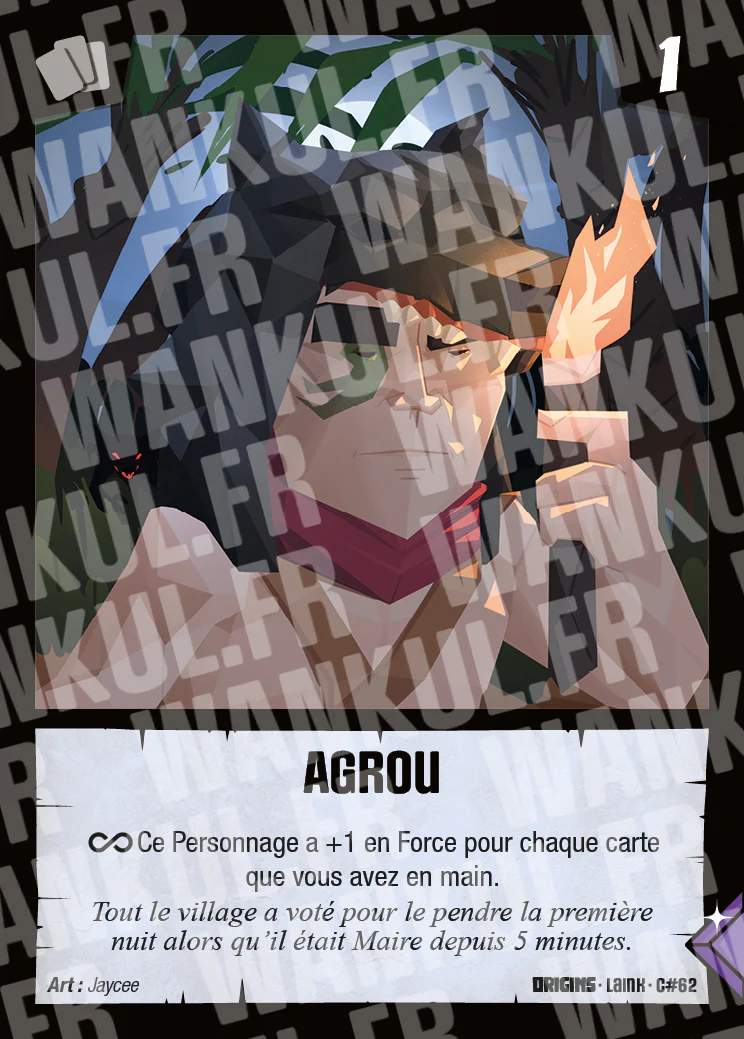 1
AGROU
Ce Personnage a +1 en Force pour chaque carte
que vous avez en main.
Tout le village a voté pour le pendre la première
nuit alors qu'il était Maire depuis 5 minutes.
Art : Jaycee
ORIGINS · LAINK · C#62
WANKUL.FR